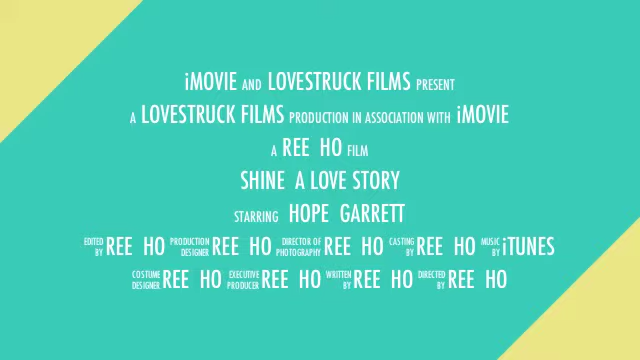 iMOVIE AND LOVESTRUCK FILMS PRESENT
A LOVESTRUCK FILMS PRODUCTION IN ASSOCIATION WITH iMOVIE
A REE HO FILM
SHINE A LOVE STORY
STARRING HOPE GARRETT
EDITED BY REE HO PRODUCTION DESIGNER REE HO DIRECTOR OF PHOTOGRAPHY REE HO CASTING BY REE HO MUSIC BY iTUNES
COSTUME DESIGNER REE HO EXECUTIVE PRODUCER REE HO WRITTEN BY REE HO DIRECTED BY REE HO